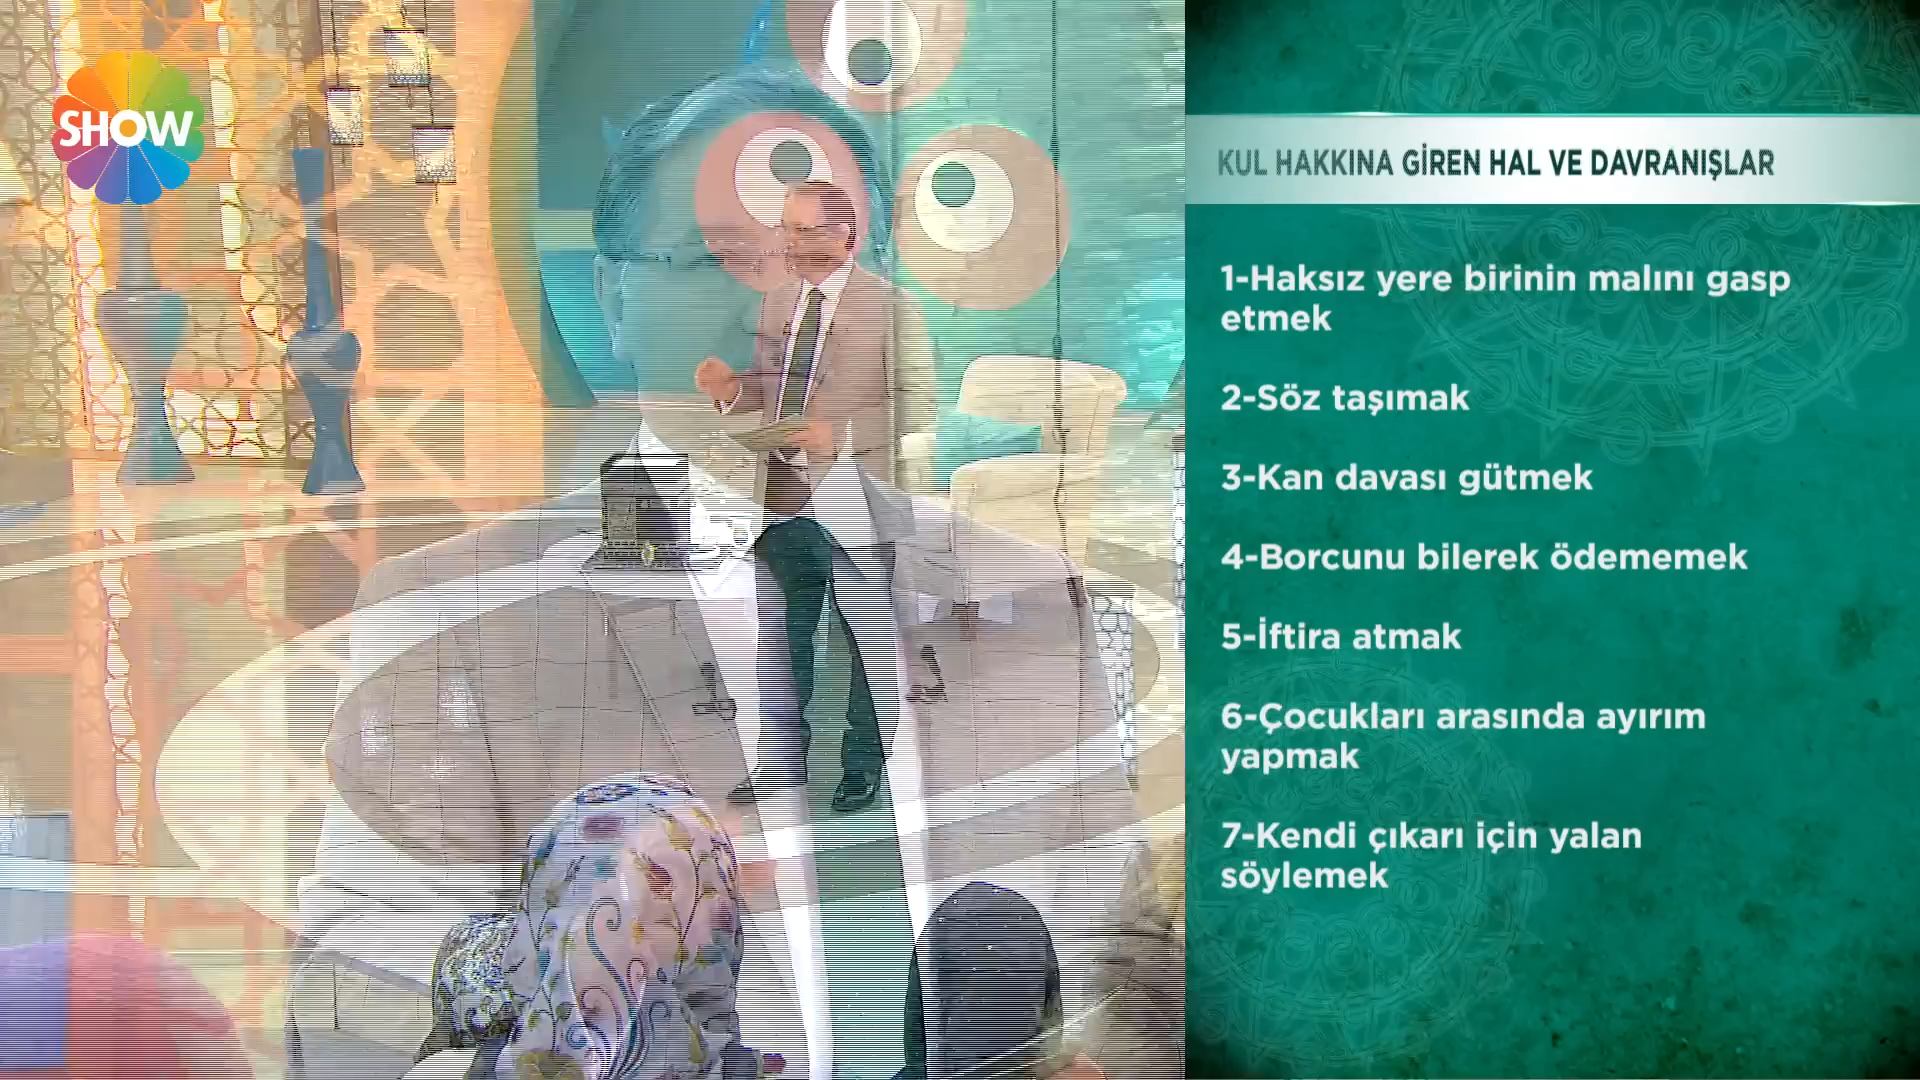 SHOW
KUL HAKKINA GİREN HAL VE DAVRANIŞLAR
1-Haksız yere birinin malını gasp
etmek
2-Söz taşımak
3-Kan davası gütmek
4-Borcunu bilerek ödememek
5-İftira atmak
6-Çocukları arasında ayırım
yapmak
7-Kendi çıkarı için yalan
söylemek